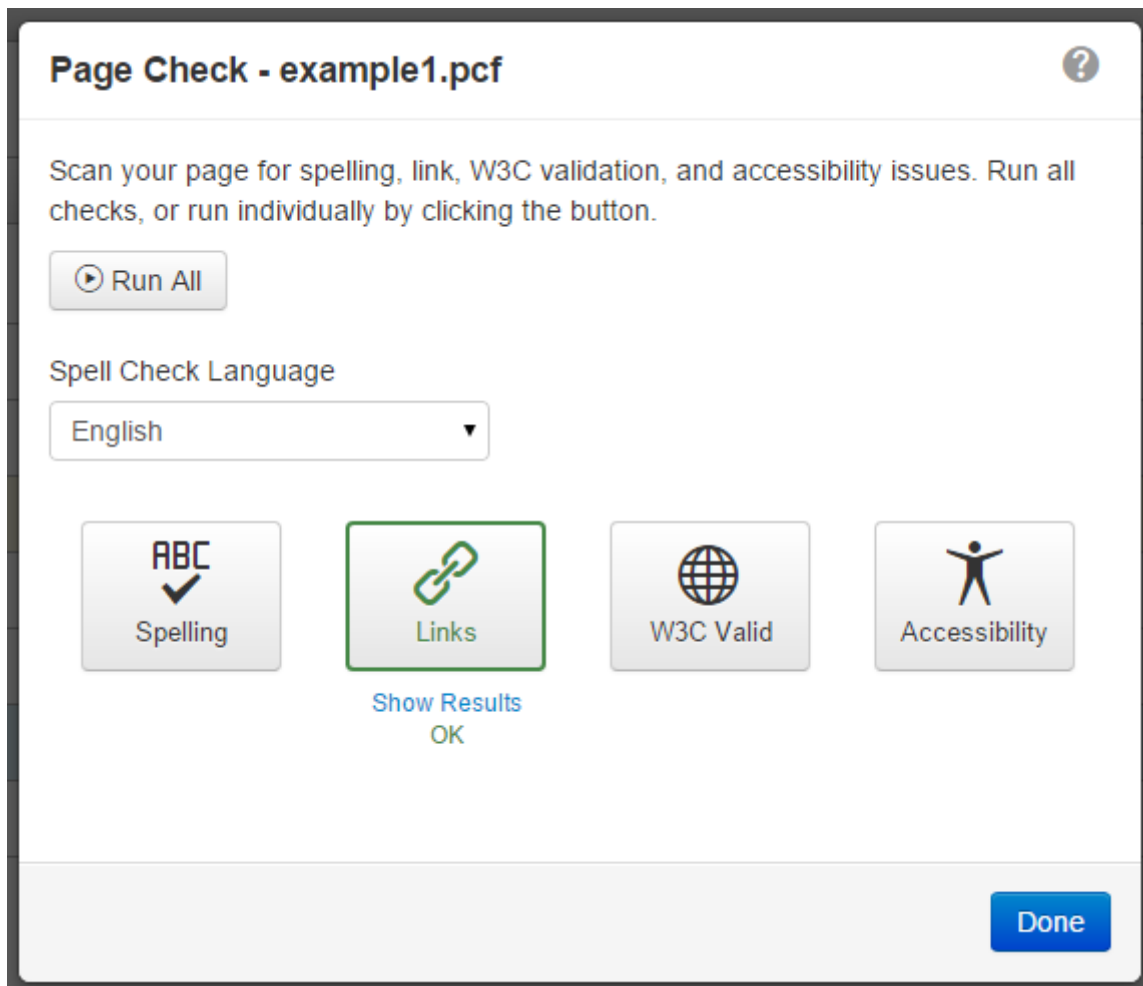 Page Check - example1.pcf
?
Scan your page for spelling, link, W3C validation, and accessibility issues. Run all
checks, or run individually by clicking the button.
Run All
Spell Check Language
English
ABC
Spelling
Links
W3C Valid
Accessibility
Show Results
OK
Done